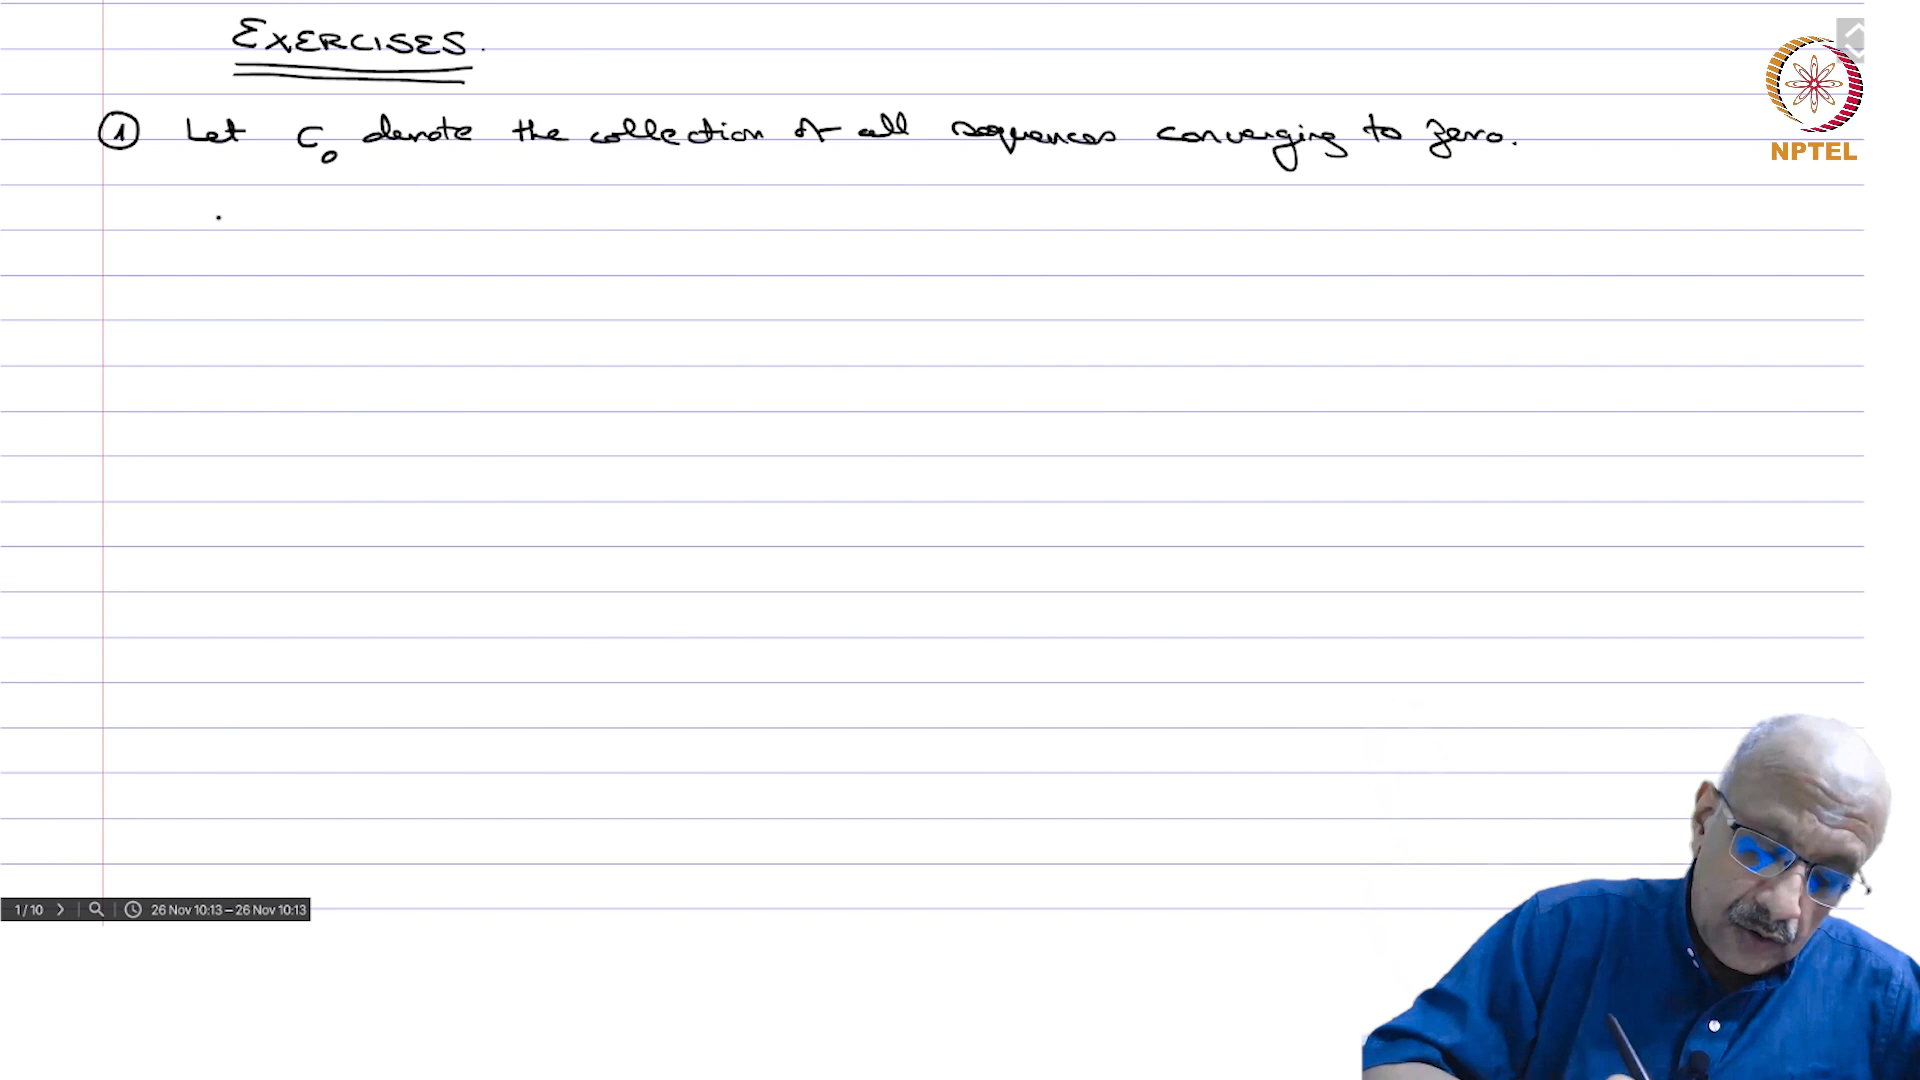 EXERCISES.
① Let c₀ denote the collection of all sequences converging to zero.
NPTEL
1 / 10
26 Nov 10:13 – 26 Nov 10:13